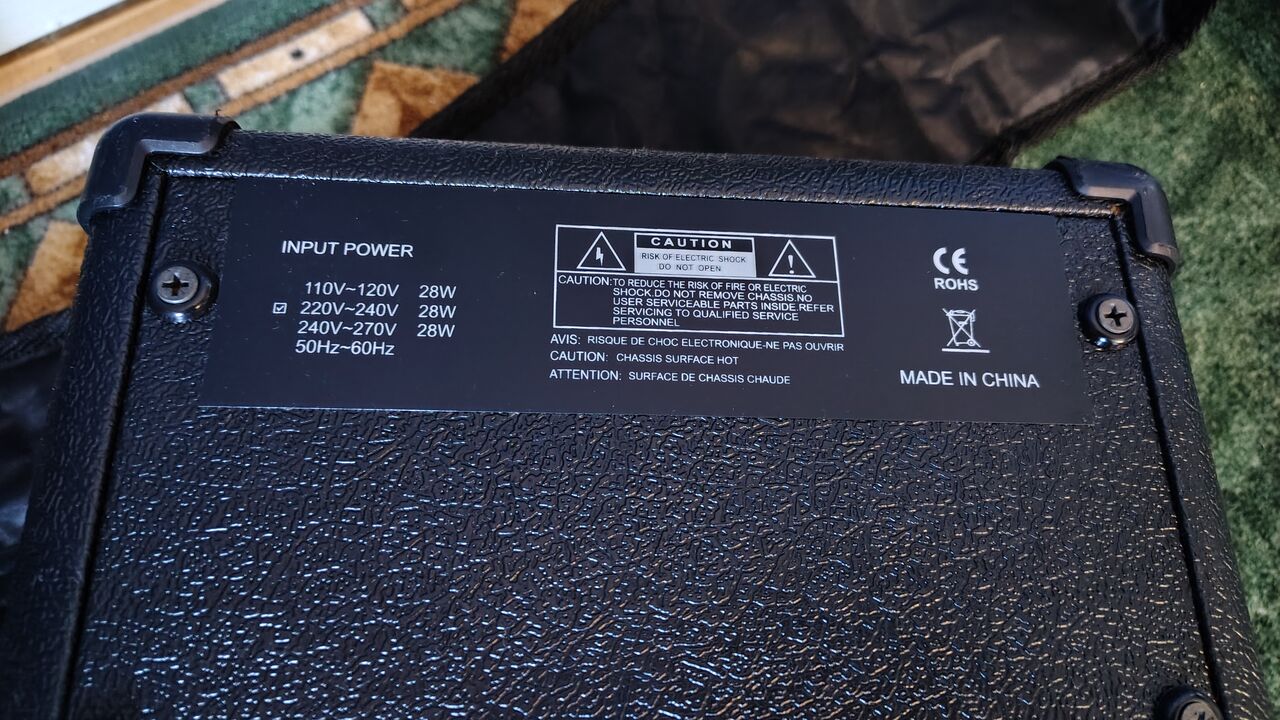 INPUT POWER
110V~120V 28W
220V~240V 28W
240V~270V 28W
50Hz~60Hz
CAUTION
RISK OF ELECTRIC SHOCK
DO NOT OPEN
CAUTION: TO REDUCE THE RISK OF FIRE OR ELECTRIC
SHOCK.DO NOT REMOVE CHASSIS.NO
USER SERVICEABLE PARTS INSIDE.REFER
SERVICING TO QUALIFIED SERVICE
PERSONNEL
AVIS: RISQUE DE CHOC ELECTRONIQUE-NE PAS OUVRIR
CAUTION: CHASSIS SURFACE HOT
ATTENTION: SURFACE DE CHASSIS CHAUDE
CE
ROHS
MADE IN CHINA